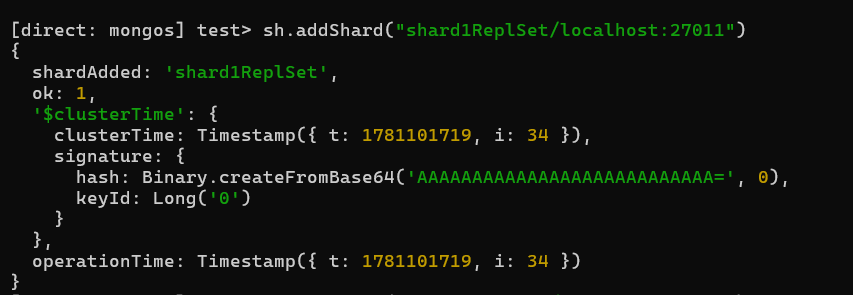 [direct: mongos] test> sh.addShard("shard1ReplSet/localhost:27011")
{
  shardAdded: 'shard1ReplSet',
  ok: 1,
  '$clusterTime': {
    clusterTime: Timestamp({ t: 1781101719, i: 34 }),
    signature: {
      hash: Binary.createFromBase64('AAAAAAAAAAAAAAAAAAAAAAAAAAA=', 0),
      keyId: Long('0')
    }
  },
  operationTime: Timestamp({ t: 1781101719, i: 34 })
}